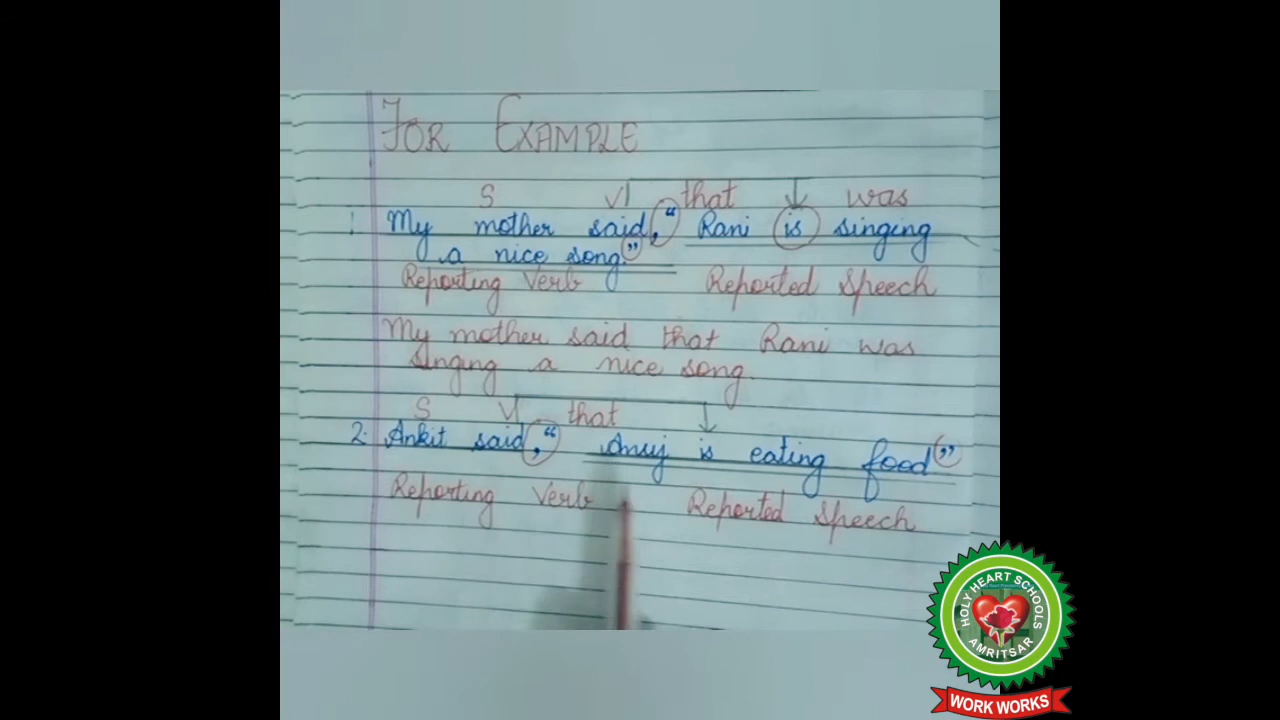 FOR EXAMPLE
S V that was
1. My mother said, “ Rani is singing
a nice song.”
Reporting Verb Reported Speech
My mother said that Rani was
singing a nice song.
S V that
2. Ankit said, “ Anuj is eating food”
Reporting Verb Reported Speech
HOLY HEART SCHOOLS
AMRITSAR
WORK WORKS